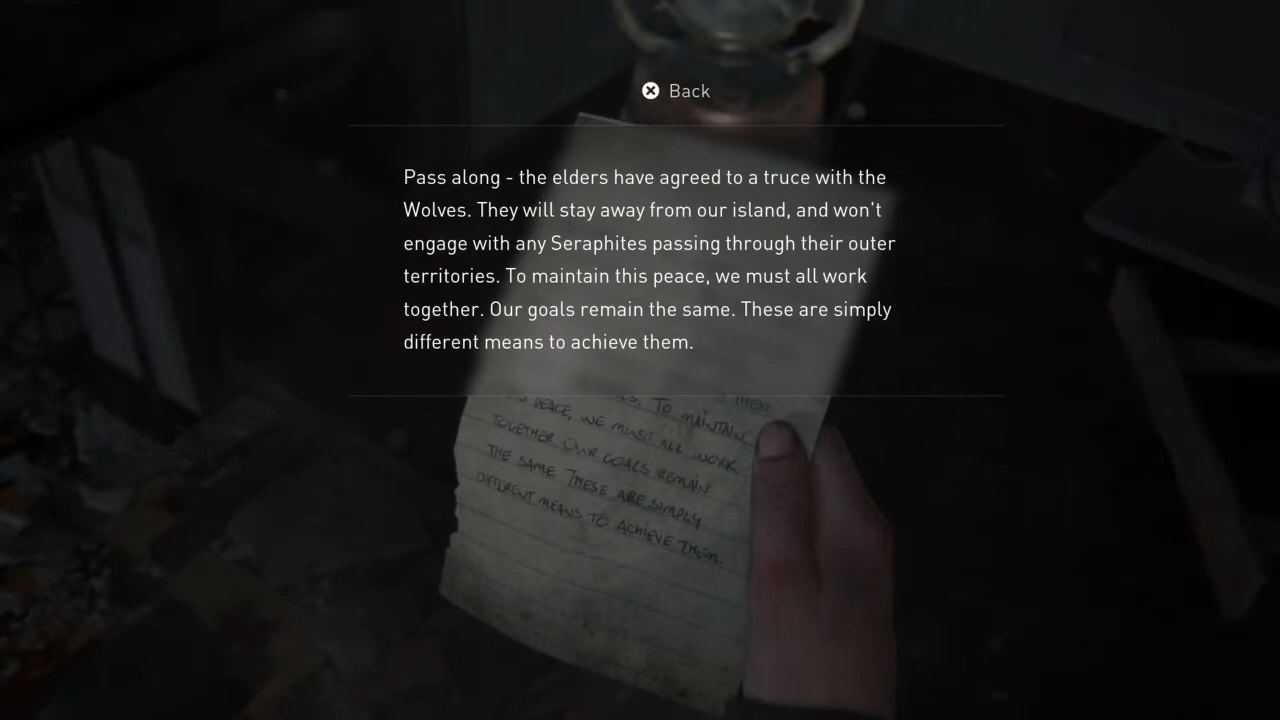 Back
Pass along - the elders have agreed to a truce with the
Wolves. They will stay away from our island, and won't
engage with any Seraphites passing through their outer
territories. To maintain this peace, we must all work
together. Our goals remain the same. These are simply
different means to achieve them.
TO MAINTAIN
PEACE, WE MUST ALL WORK
TOGETHER OUR GOALS REMAIN
THE SAME THESE ARE SIMPLY
DIFFERENT MEANS TO ACHIEVE THEM.